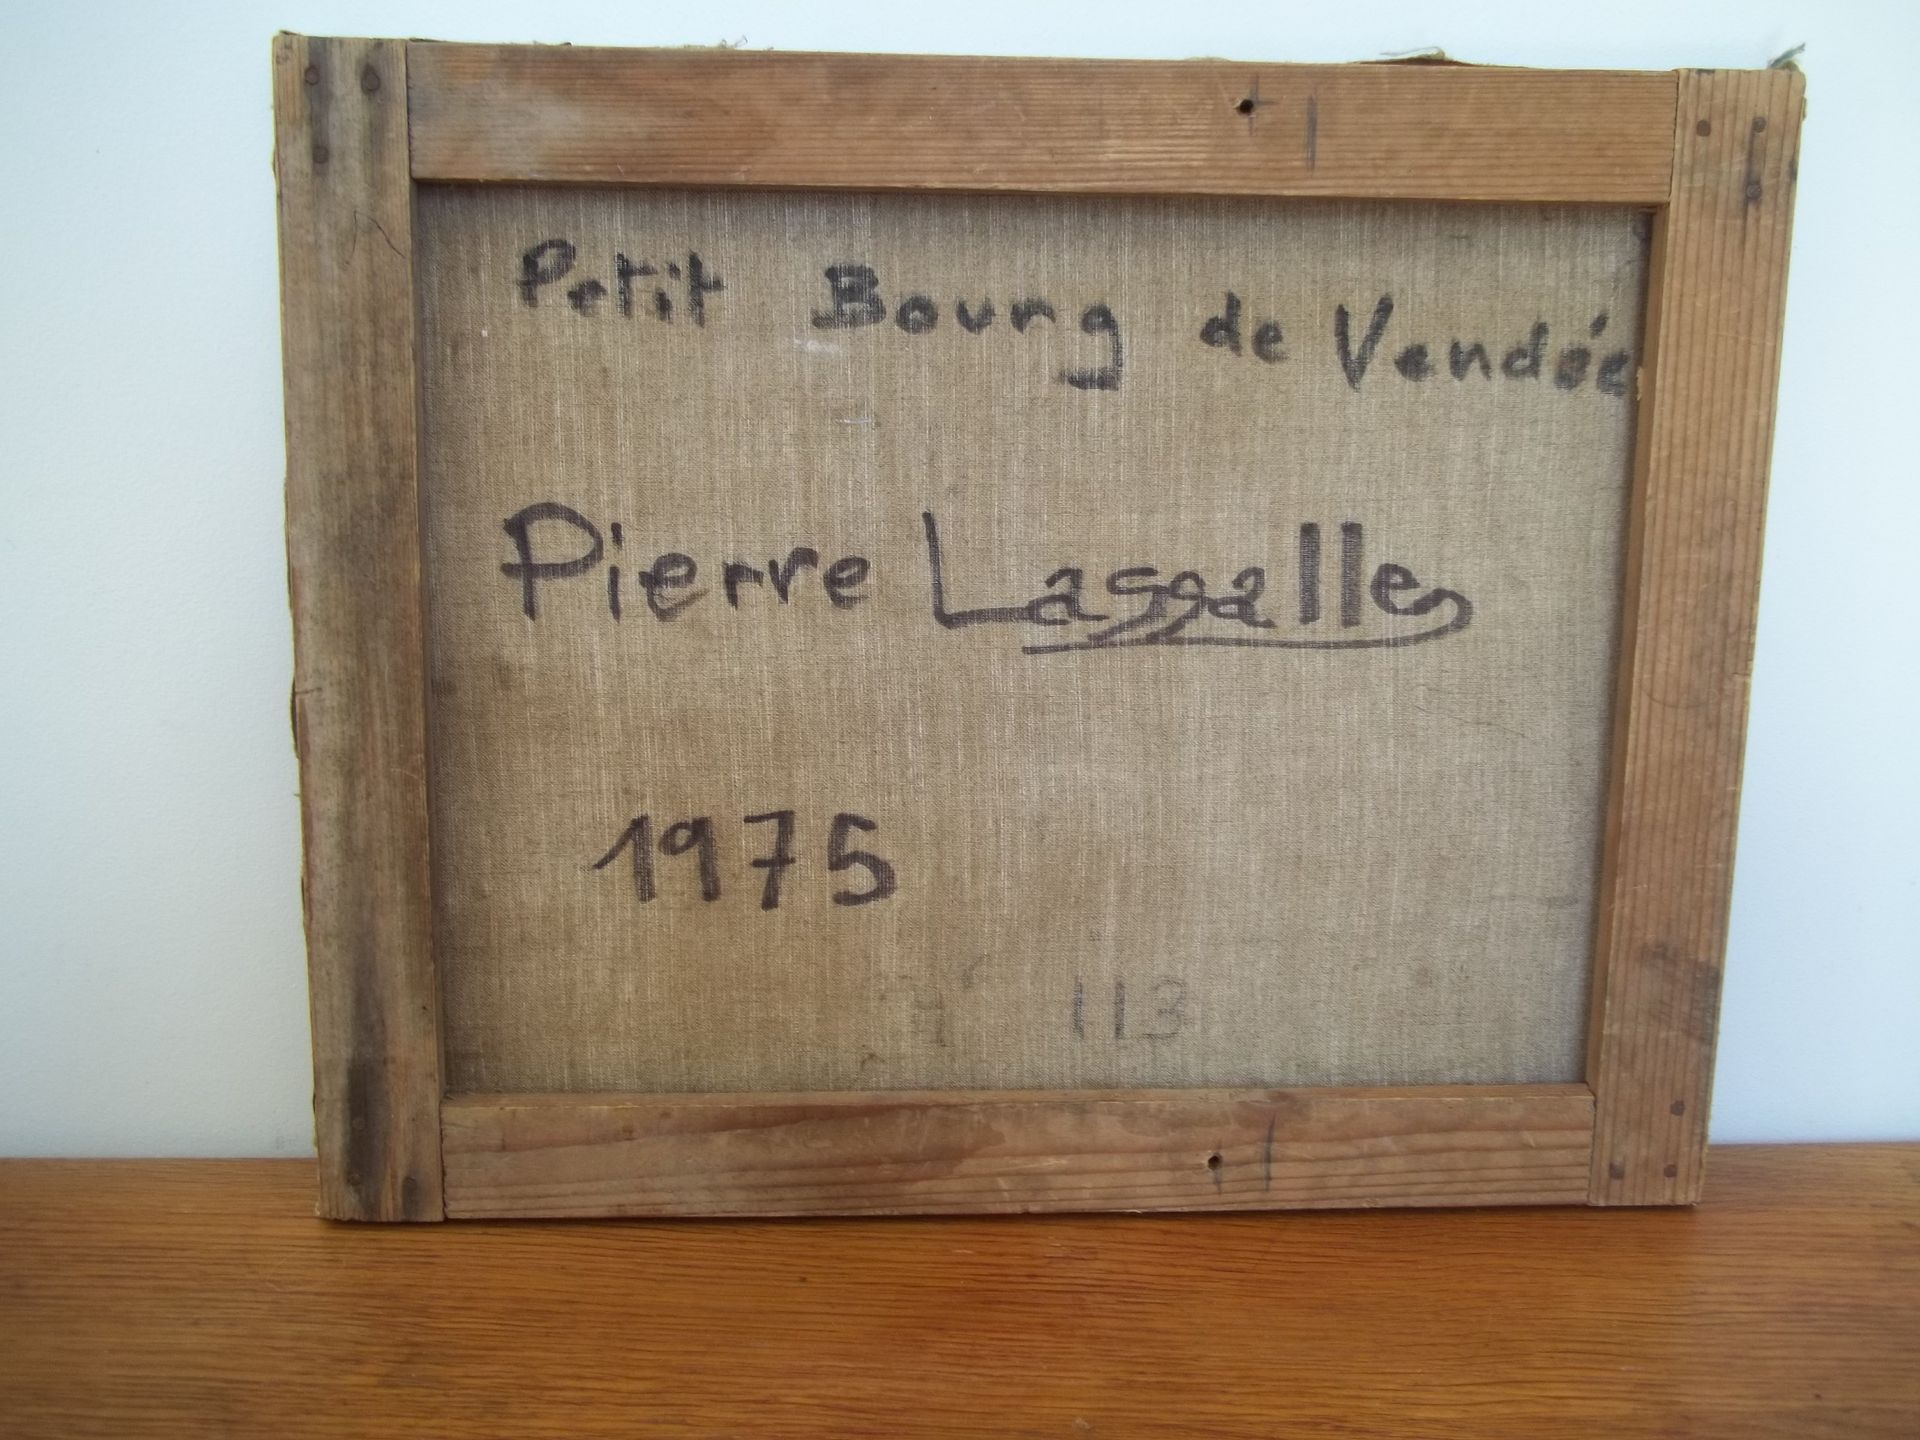 Petit Bourg de Vendée
Pierre Lassalle
1975
113